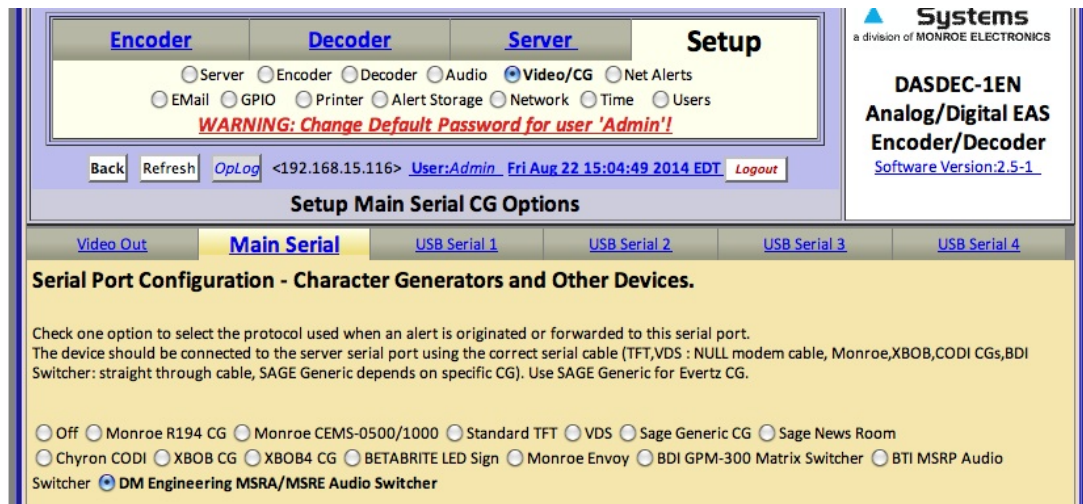 Systems
a division of MONROE ELECTRONICS
Encoder Decoder Server Setup
Server Encoder Decoder Audio Video/CG Net Alerts
EMail GPIO Printer Alert Storage Network Time Users
WARNING: Change Default Password for user 'Admin'!
DASDEC-1EN
Analog/Digital EAS
Encoder/Decoder
Software Version:2.5-1
Back Refresh OpLog <192.168.15.116> User:Admin Fri Aug 22 15:04:49 2014 EDT Logout
Setup Main Serial CG Options
Video Out Main Serial USB Serial 1 USB Serial 2 USB Serial 3 USB Serial 4
Serial Port Configuration - Character Generators and Other Devices.
Check one option to select the protocol used when an alert is originated or forwarded to this serial port.
The device should be connected to the server serial port using the correct serial cable (TFT,VDS : NULL modem cable, Monroe,XBOB,CODI CGs,BDI
Switcher: straight through cable, SAGE Generic depends on specific CG). Use SAGE Generic for Evertz CG.
Off Monroe R194 CG Monroe CEMS-0500/1000 Standard TFT VDS Sage Generic CG Sage News Room
Chyron CODI XBOB CG XBOB4 CG BETABRITE LED Sign Monroe Envoy BDI GPM-300 Matrix Switcher BTI MSRP Audio
Switcher DM Engineering MSRA/MSRE Audio Switcher